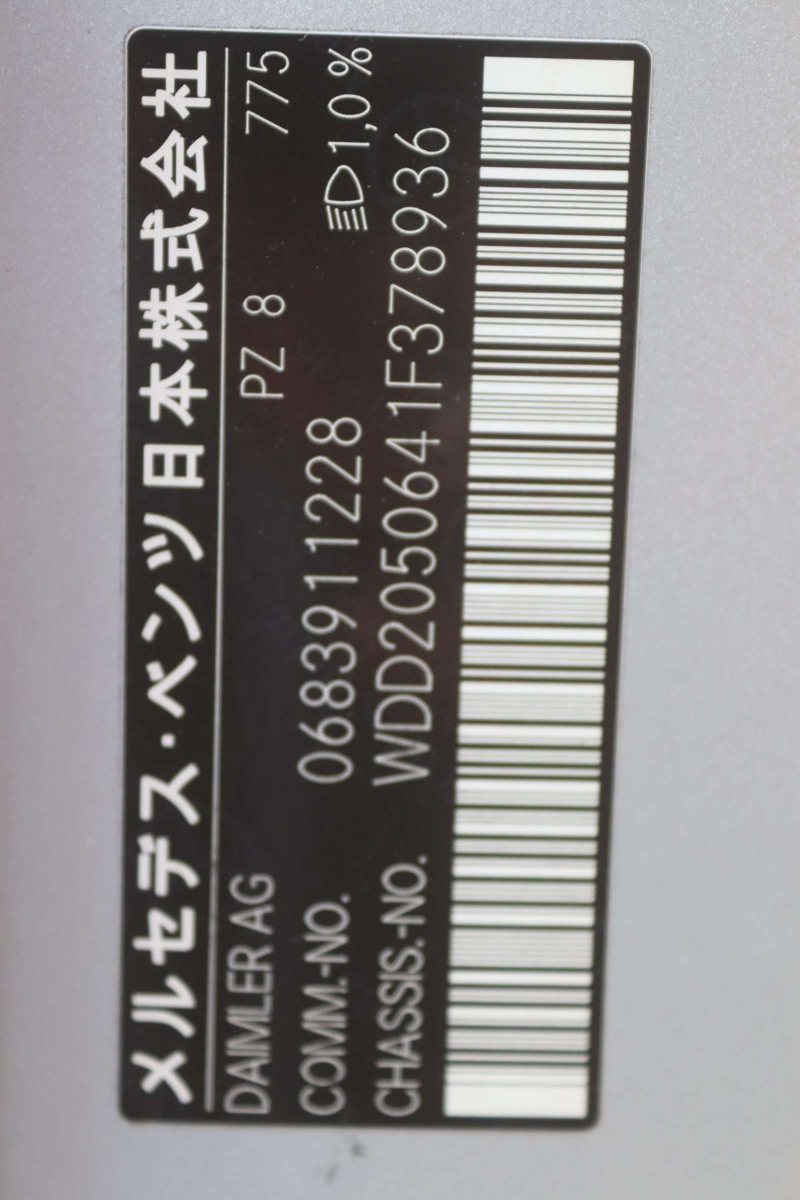 メルセデス・ベンツ日本株式会社
DAIMLER AG PZ 8 775
COMM.-NO. 0683911228 1,0 %
CHASSIS.-NO. WDD2050641F378936